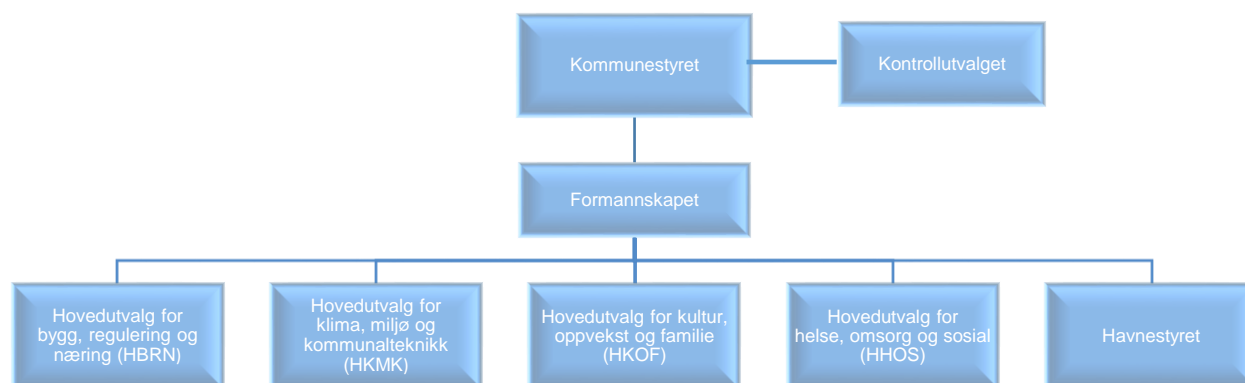 Kommunestyret
Kontrollutvalget
Formannskapet
Hovedutvalg for
bygg, regulering og
næring (HBRN)
Hovedutvalg for
klima, miljø og
kommunalteknikk
(HKMK)
Hovedutvalg for kultur,
oppvekst og familie
(HKOF)
Hovedutvalg for
helse, omsorg og sosial
(HHOS)
Havnestyret